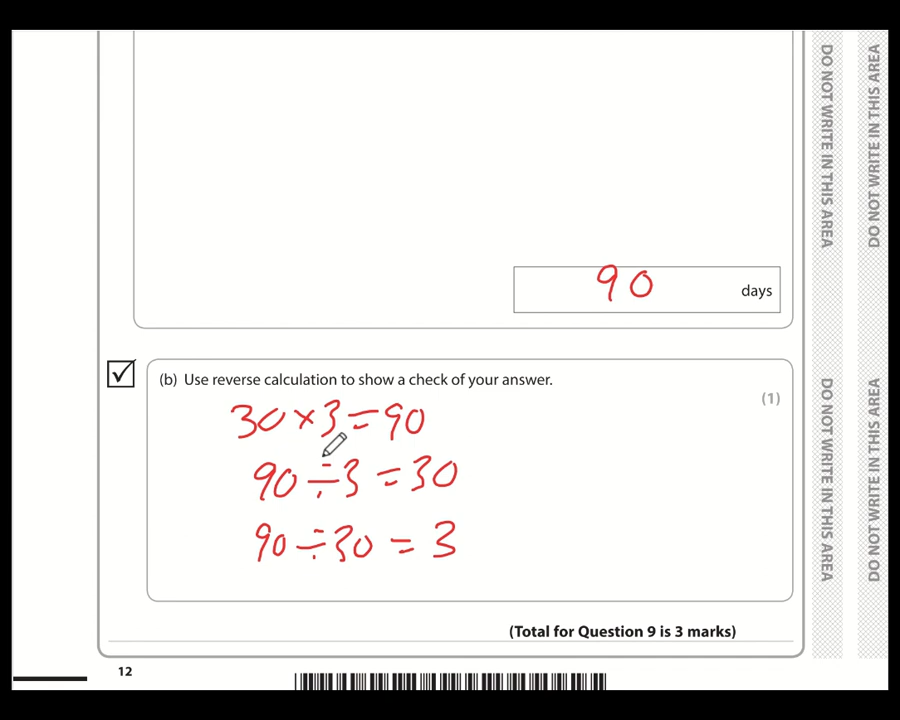 90 days
(b) Use reverse calculation to show a check of your answer.
(1)
30 × 3 = 90
90 ÷ 3 = 30
90 ÷ 30 = 3
(Total for Question 9 is 3 marks)
12
DO NOT WRITE IN THIS AREA
DO NOT WRITE IN THIS AREA
DO NOT WRITE IN THIS AREA
DO NOT WRITE IN THIS AREA